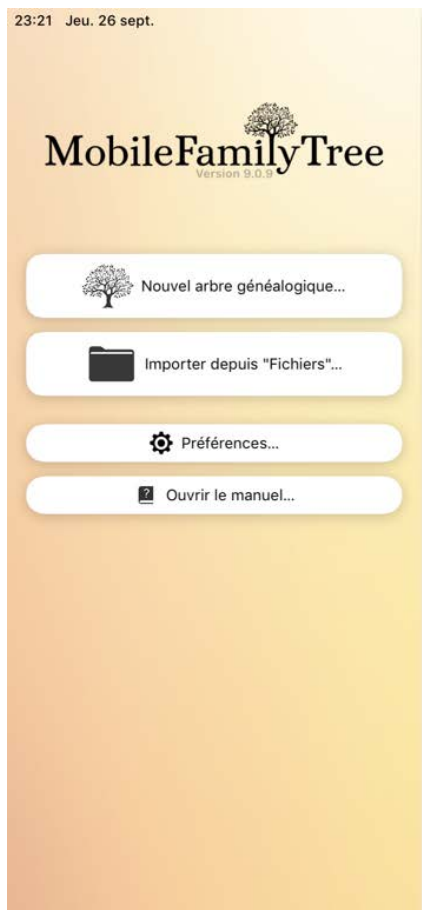 23:21 Jeu. 26 sept.
MobileFamilyTree
Version 9.0.9
Nouvel arbre généalogique...
Importer depuis "Fichiers"...
Préférences...
? Ouvrir le manuel...